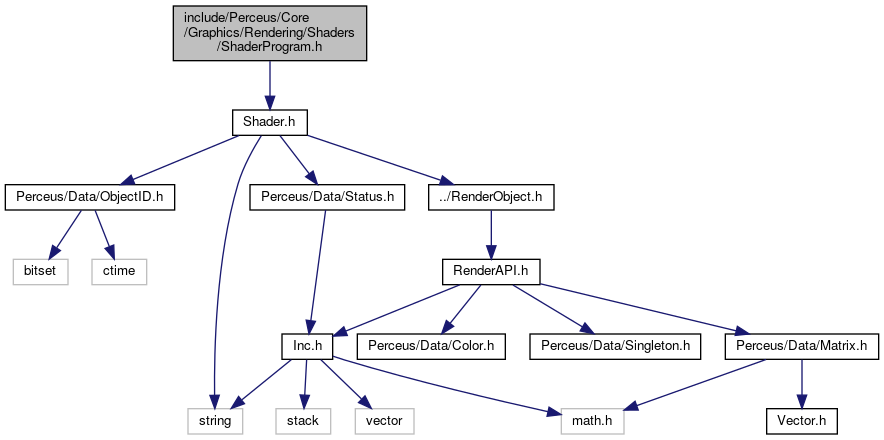 include/Perceus/Core
/Graphics/Rendering/Shaders
/ShaderProgram.h
Shader.h
Perceus/Data/ObjectID.h
Perceus/Data/Status.h
../RenderObject.h
bitset
ctime
RenderAPI.h
Inc.h
Perceus/Data/Color.h
Perceus/Data/Singleton.h
Perceus/Data/Matrix.h
string
stack
vector
math.h
Vector.h